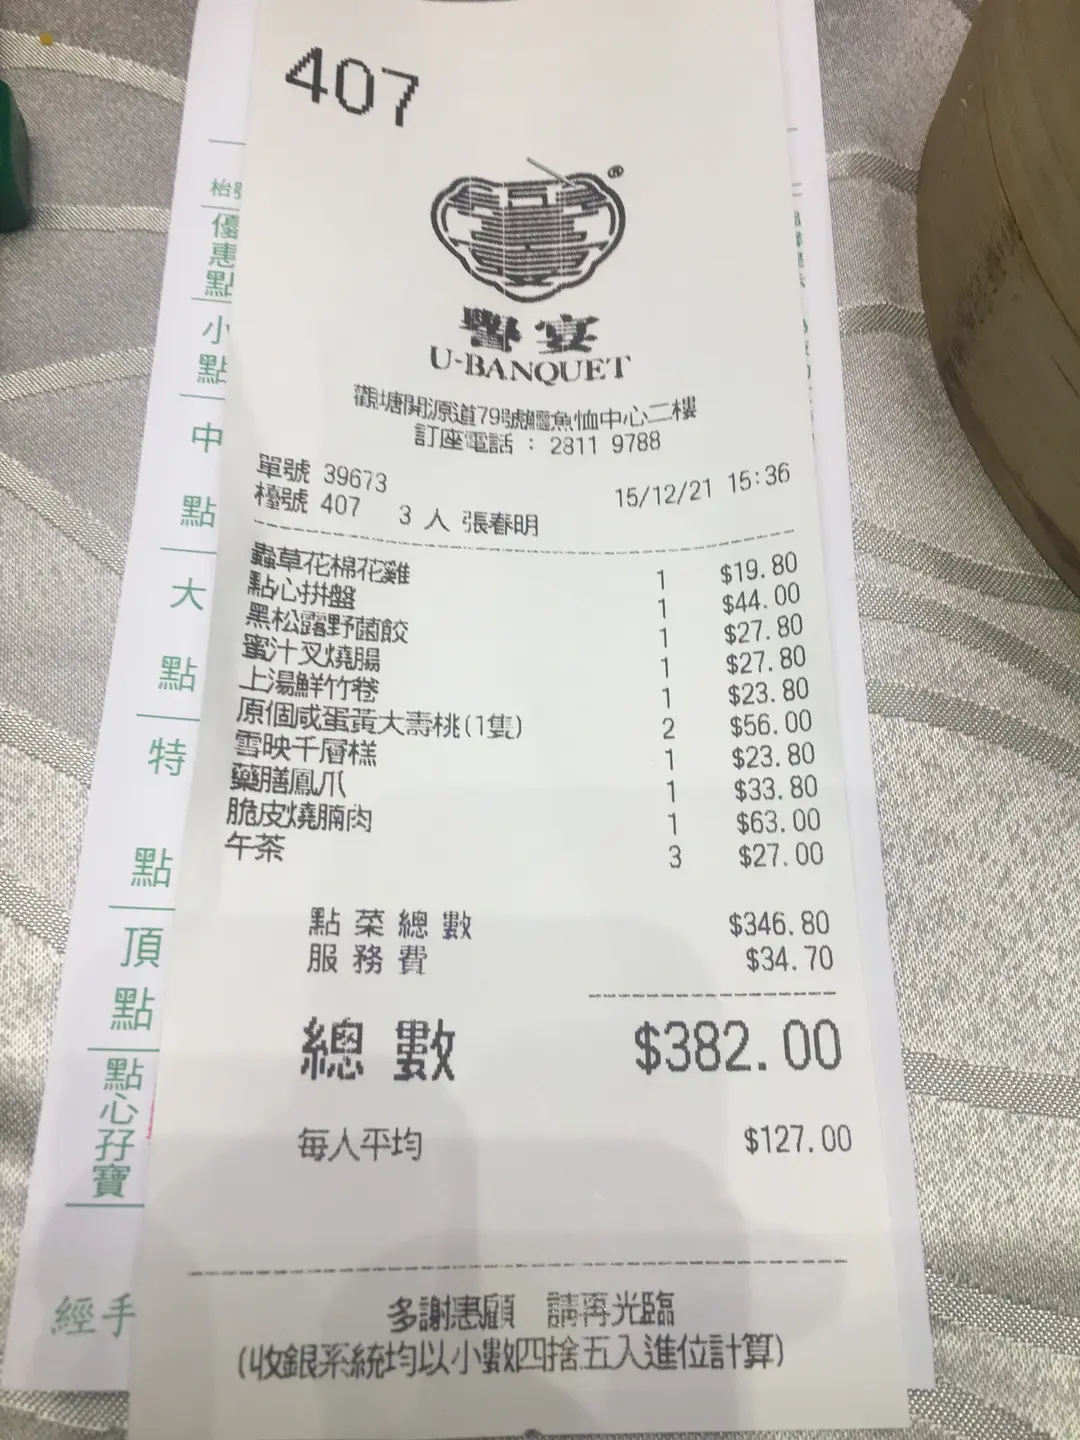 407
響宴
U-BANQUET
觀塘開源道79號鱷魚恤中心二樓
訂座電話 : 2811 9788
單號 39673 15/12/21 15:36
檯號 407 3 人 張春明
蟲草花棉花雞 1 $19.80
點心拼盤 1 $44.00
黑松露野菌餃 1 $27.80
蜜汁叉燒腸 1 $27.80
上湯鮮竹卷 1 $23.80
原個咸蛋黃大壽桃(1隻) 2 $56.00
雪映千層糕 1 $23.80
藥膳鳳爪 1 $33.80
脆皮燒腩肉 1 $63.00
午茶 3 $27.00
點菜總數 $346.80
服務費 $34.70
總數 $382.00
每人平均 $127.00
多謝惠顧 請再光臨
(收銀系統均以小數四捨五入進位計算)
枱號
優惠點
小點
中點
大點
特點
頂點
點心孖寶
經手